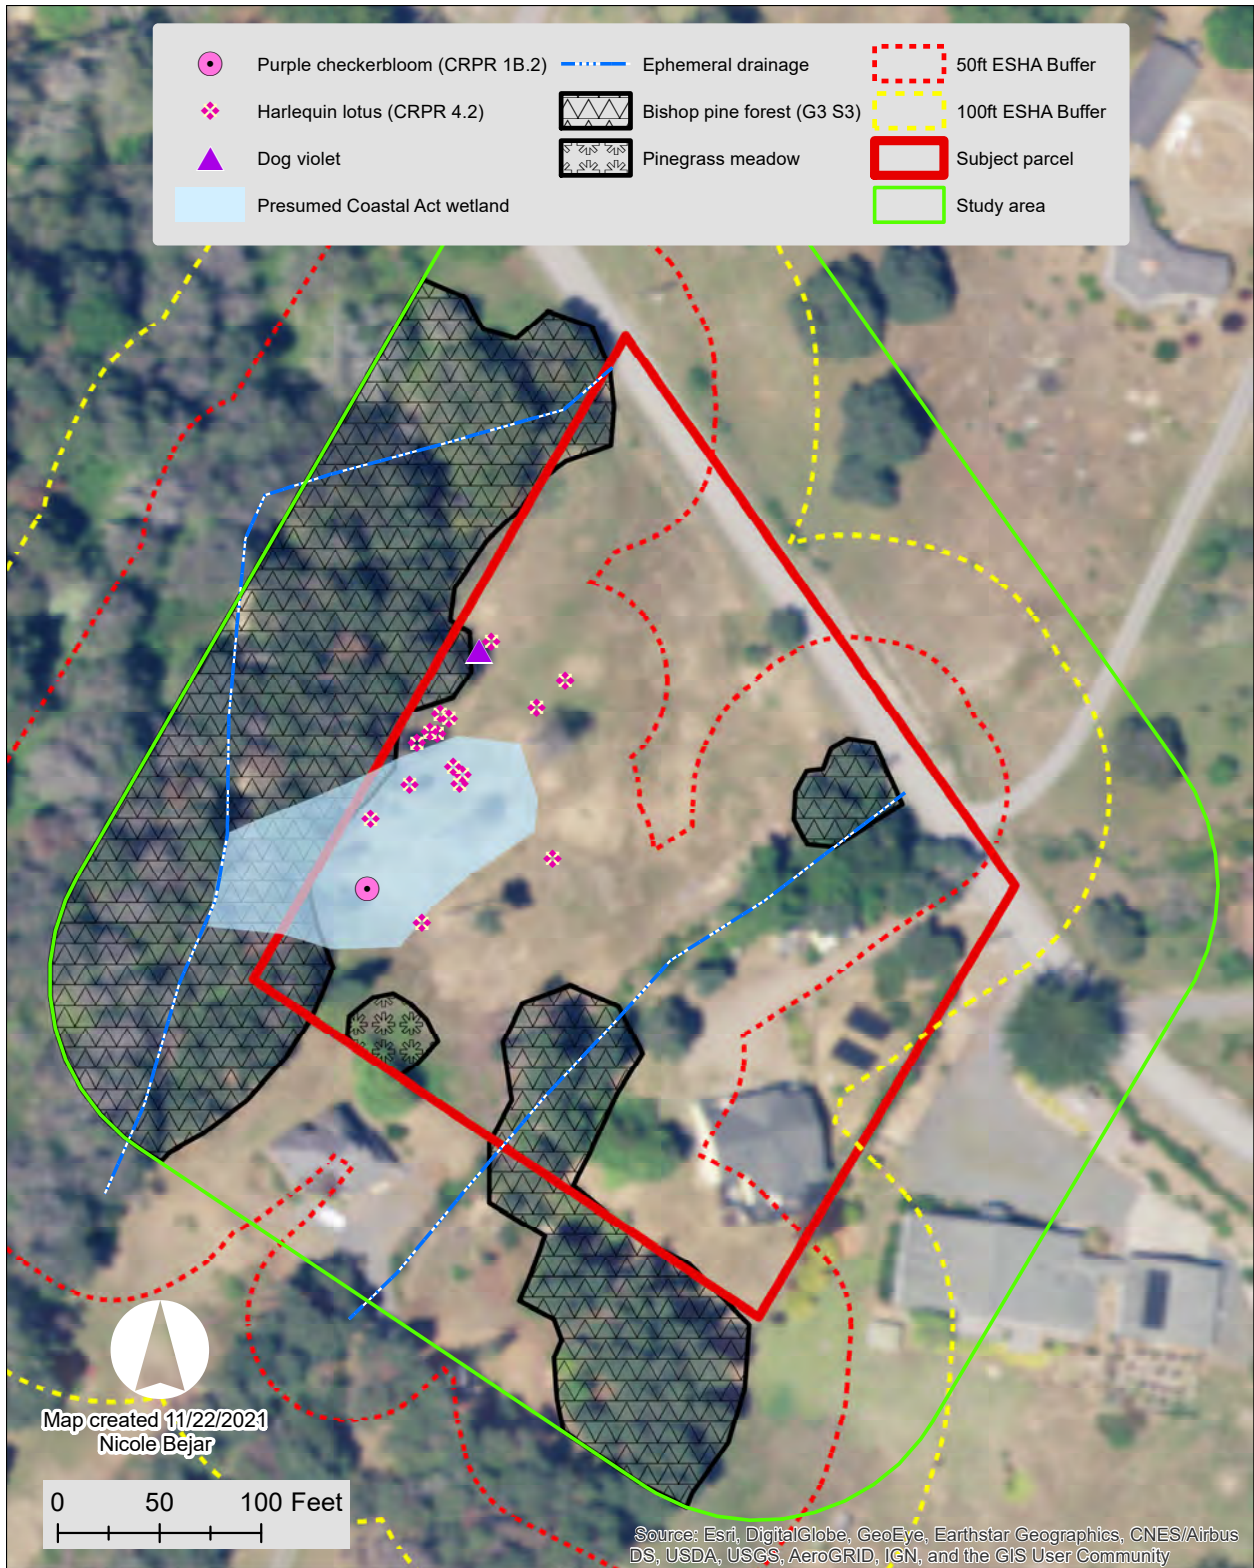 Purple checkerbloom (CRPR 1B.2)
Harlequin lotus (CRPR 4.2)
Dog violet
Presumed Coastal Act wetland
Ephemeral drainage
Bishop pine forest (G3 S3)
Pinegrass meadow
50ft ESHA Buffer
100ft ESHA Buffer
Subject parcel
Study area
Map created 11/22/2021
Nicole Bejar
0 50 100 Feet
Source: Esri, DigitalGlobe, GeoEye, Earthstar Geographics, CNES/Airbus
DS, USDA, USGS, AeroGRID, IGN, and the GIS User Community